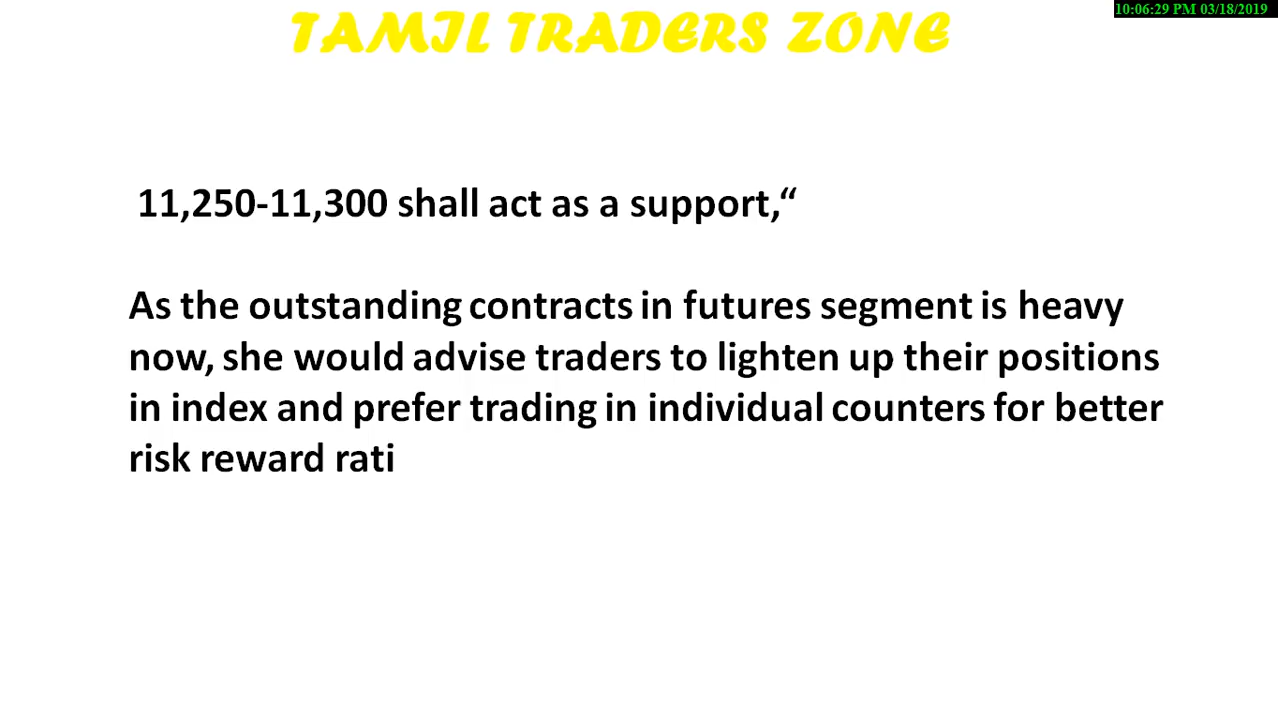 10:06:29 PM 03/18/2019
TAMIL TRADERS ZONE
11,250-11,300 shall act as a support,“
As the outstanding contracts in futures segment is heavy
now, she would advise traders to lighten up their positions
in index and prefer trading in individual counters for better
risk reward rati